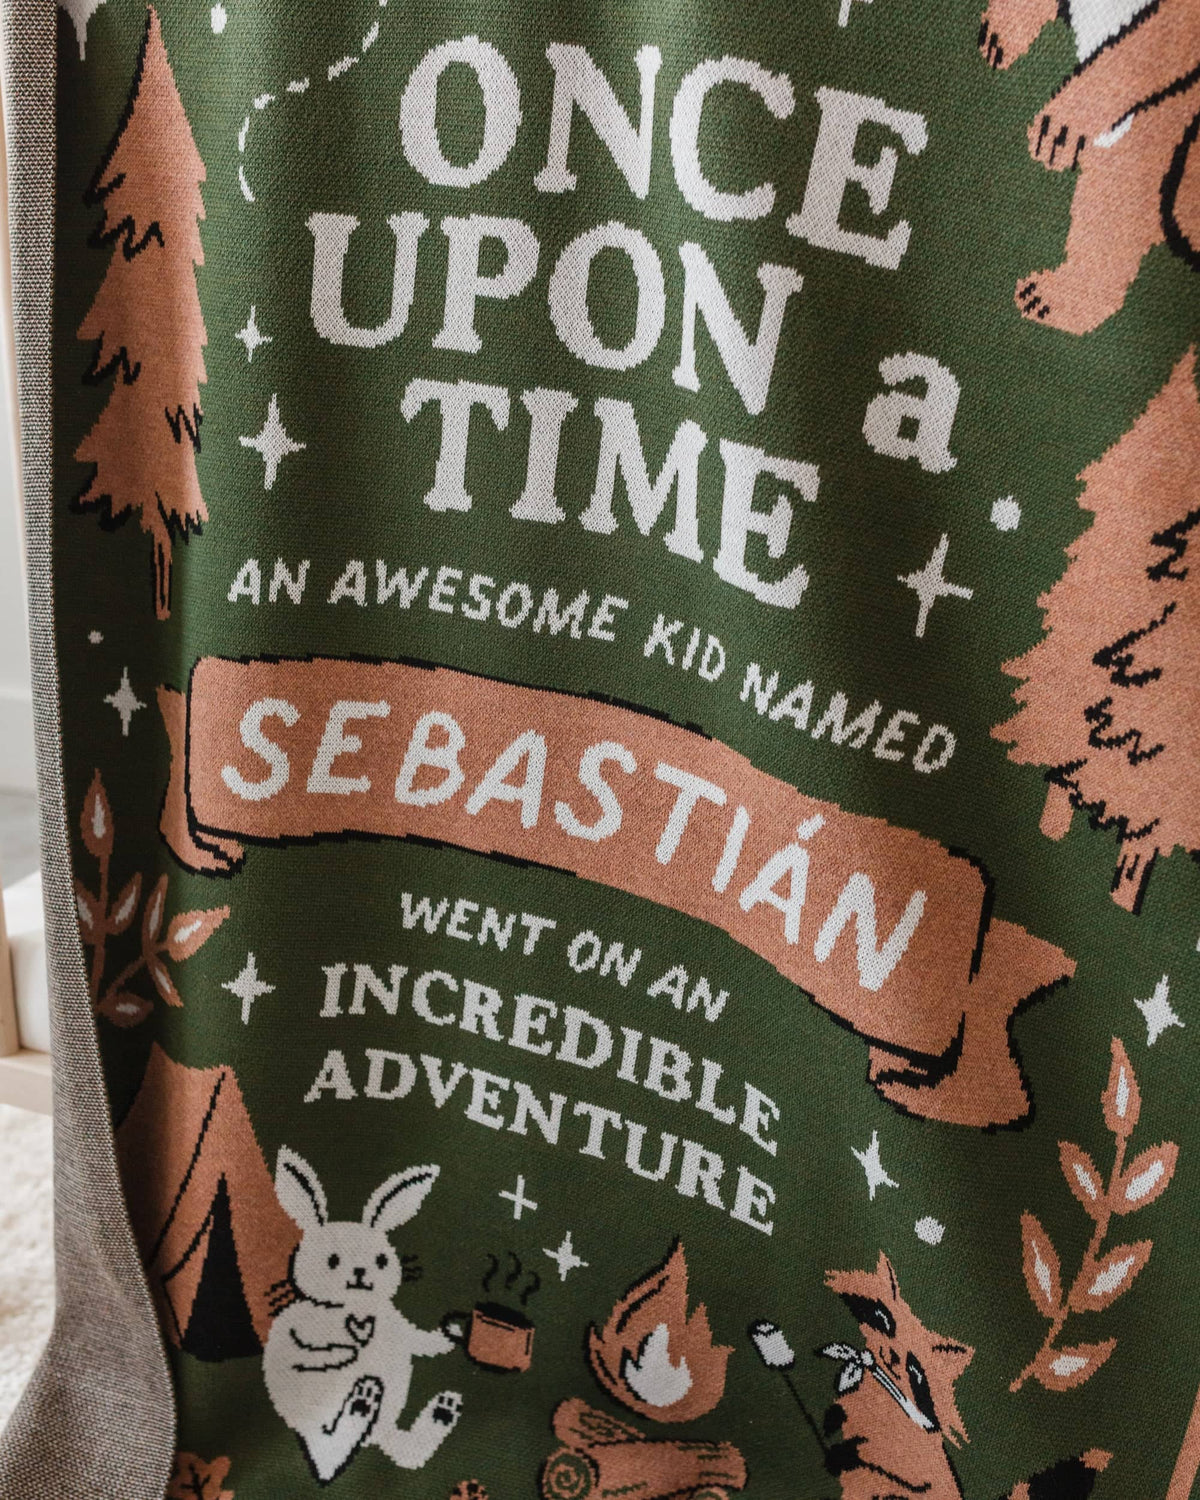 ONCE
UPON a
TIME
AN AWESOME KID NAMED
SEBASTIÁN
WENT ON AN
INCREDIBLE
ADVENTURE